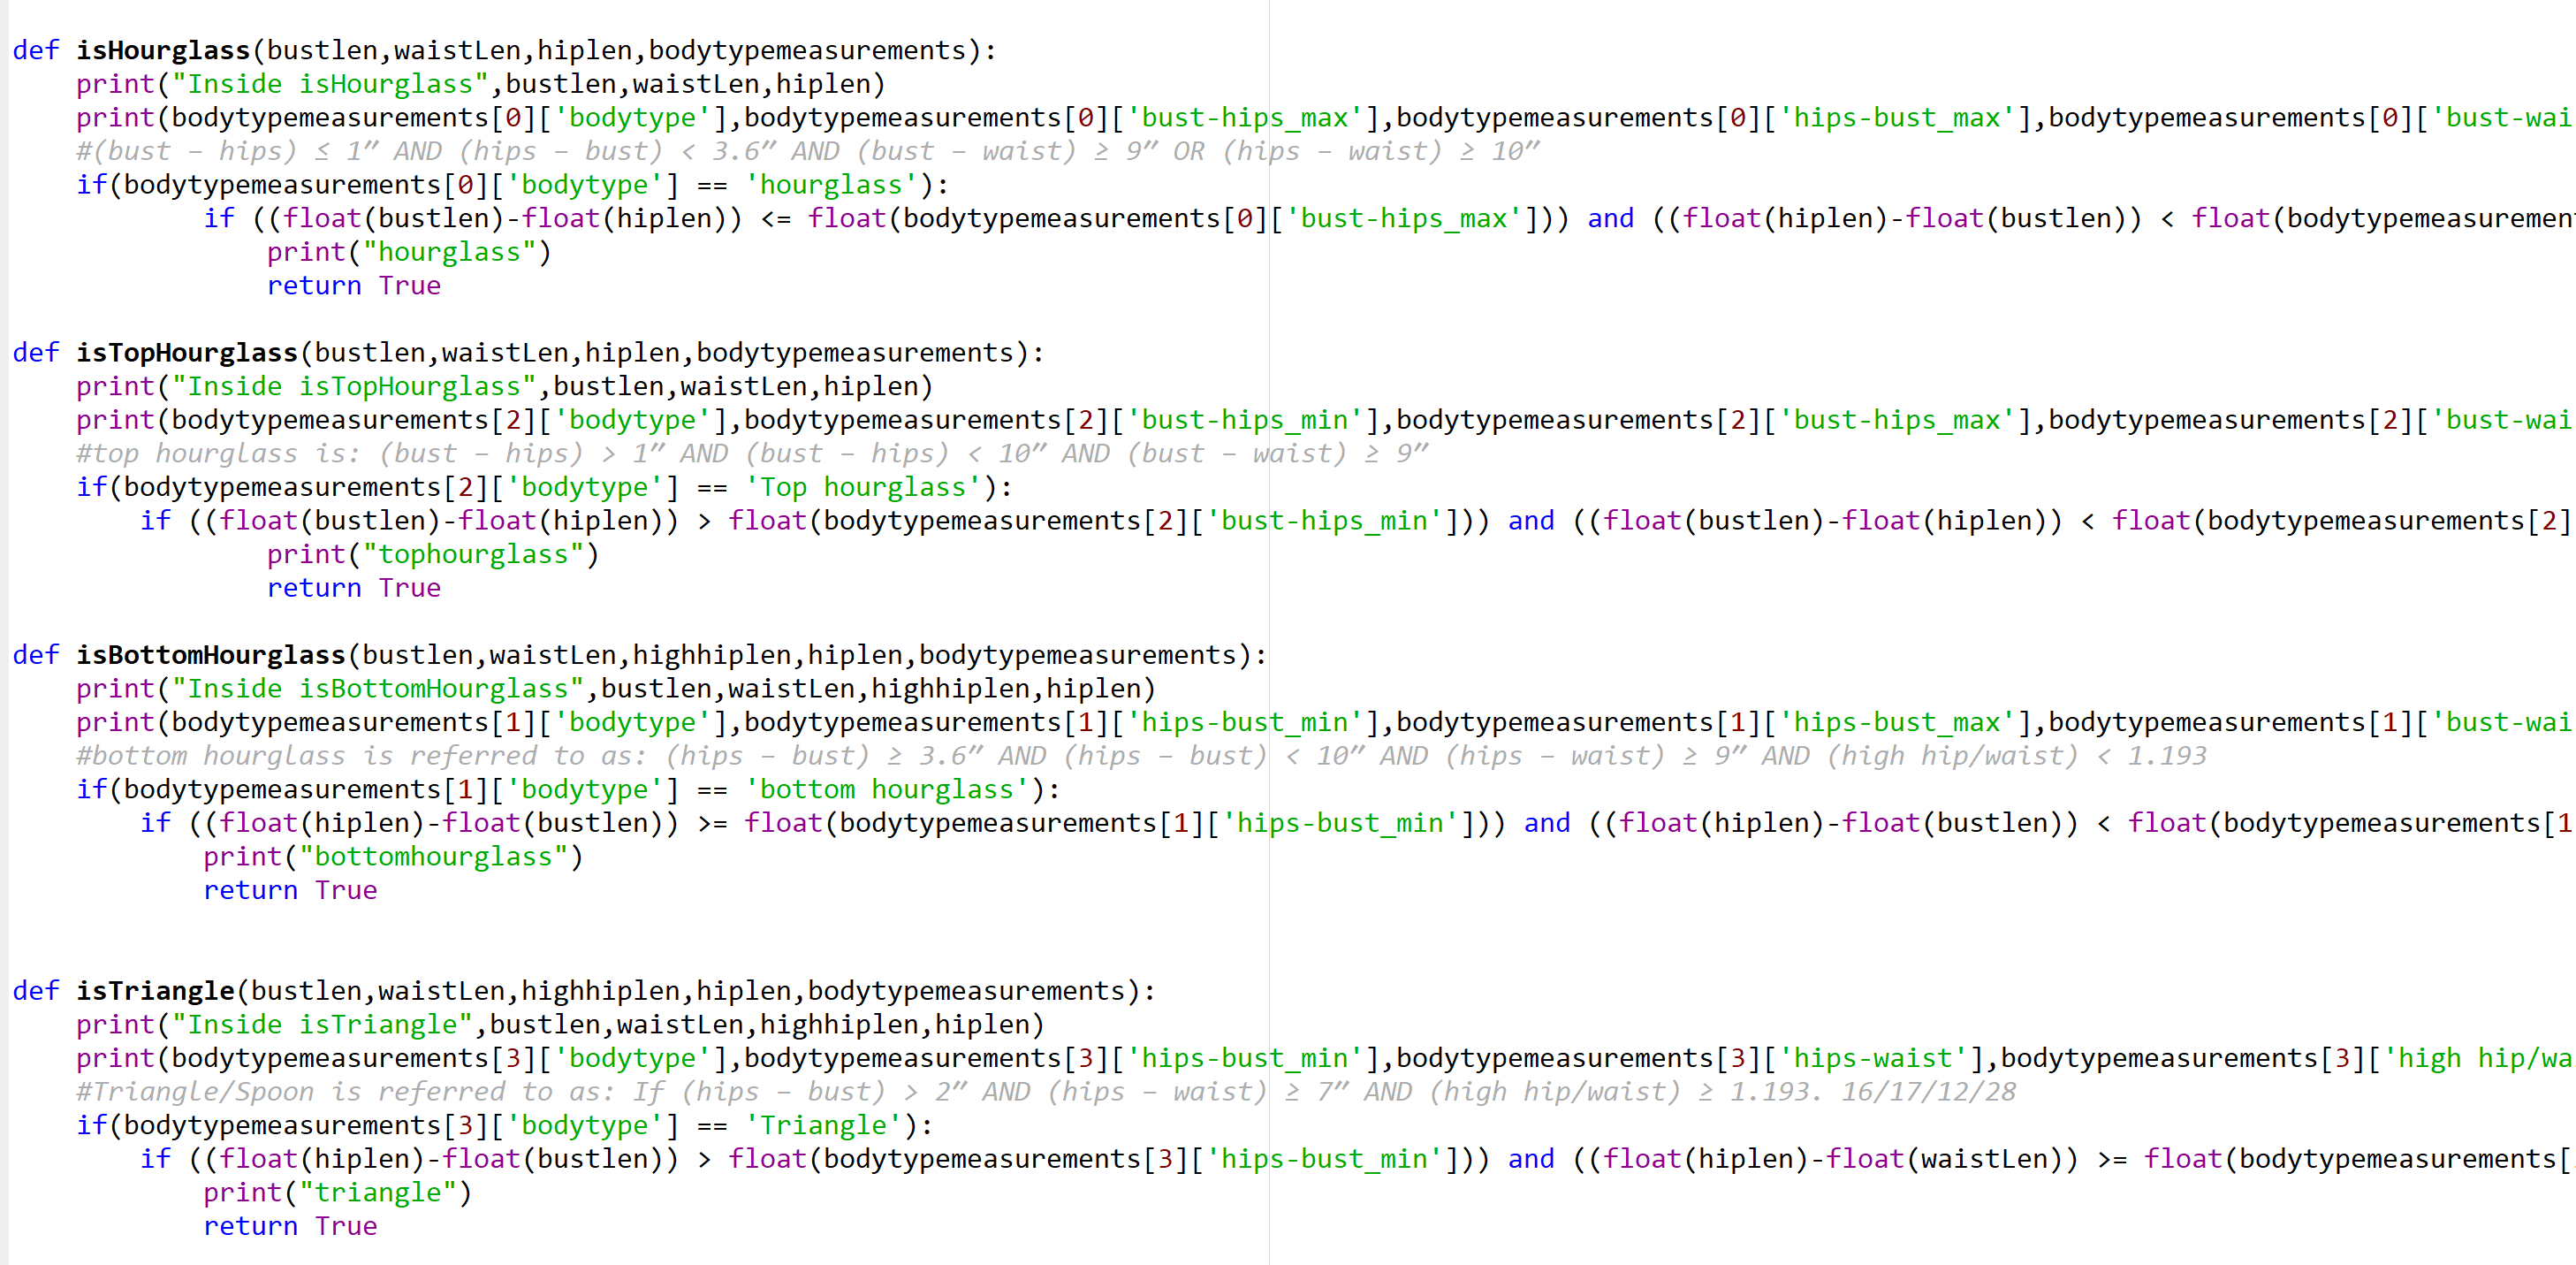 def isHourglass(bustlen,waistLen,hiplen,bodytypemeasurements):
print("Inside isHourglass",bustlen,waistLen,hiplen)
print(bodytypemeasurements[0]['bodytype'],bodytypemeasurements[0]['bust-hips_max'],bodytypemeasurements[0]['hips-bust_max'],bodytypemeasurements[0]['bust-wai
#(bust – hips) ≤ 1” AND (hips – bust) < 3.6” AND (bust – waist) ≥ 9” OR (hips – waist) ≥ 10”
if(bodytypemeasurements[0]['bodytype'] == 'hourglass'):
if ((float(bustlen)-float(hiplen)) <= float(bodytypemeasurements[0]['bust-hips_max'])) and ((float(hiplen)-float(bustlen)) < float(bodytypemeasuremen
print("hourglass")
return True
def isTopHourglass(bustlen,waistLen,hiplen,bodytypemeasurements):
print("Inside isTopHourglass",bustlen,waistLen,hiplen)
print(bodytypemeasurements[2]['bodytype'],bodytypemeasurements[2]['bust-hips_min'],bodytypemeasurements[2]['bust-hips_max'],bodytypemeasurements[2]['bust-wai
#top hourglass is: (bust – hips) > 1” AND (bust – hips) < 10” AND (bust – waist) ≥ 9”
if(bodytypemeasurements[2]['bodytype'] == 'Top hourglass'):
if ((float(bustlen)-float(hiplen)) > float(bodytypemeasurements[2]['bust-hips_min'])) and ((float(bustlen)-float(hiplen)) < float(bodytypemeasurements[2]
print("tophourglass")
return True
def isBottomHourglass(bustlen,waistLen,highhiplen,hiplen,bodytypemeasurements):
print("Inside isBottomHourglass",bustlen,waistLen,highhiplen,hiplen)
print(bodytypemeasurements[1]['bodytype'],bodytypemeasurements[1]['hips-bust_min'],bodytypemeasurements[1]['hips-bust_max'],bodytypemeasurements[1]['bust-wai
#bottom hourglass is referred to as: (hips – bust) ≥ 3.6” AND (hips – bust) < 10” AND (hips – waist) ≥ 9” AND (high hip/waist) < 1.193
if(bodytypemeasurements[1]['bodytype'] == 'bottom hourglass'):
if ((float(hiplen)-float(bustlen)) >= float(bodytypemeasurements[1]['hips-bust_min'])) and ((float(hiplen)-float(bustlen)) < float(bodytypemeasurements[1
print("bottomhourglass")
return True
def isTriangle(bustlen,waistLen,highhiplen,hiplen,bodytypemeasurements):
print("Inside isTriangle",bustlen,waistLen,highhiplen,hiplen)
print(bodytypemeasurements[3]['bodytype'],bodytypemeasurements[3]['hips-bust_min'],bodytypemeasurements[3]['hips-waist'],bodytypemeasurements[3]['high hip/wa
#Triangle/Spoon is referred to as: If (hips – bust) > 2” AND (hips – waist) ≥ 7” AND (high hip/waist) ≥ 1.193. 16/17/12/28
if(bodytypemeasurements[3]['bodytype'] == 'Triangle'):
if ((float(hiplen)-float(bustlen)) > float(bodytypemeasurements[3]['hips-bust_min'])) and ((float(hiplen)-float(waistLen)) >= float(bodytypemeasurements[
print("triangle")
return True